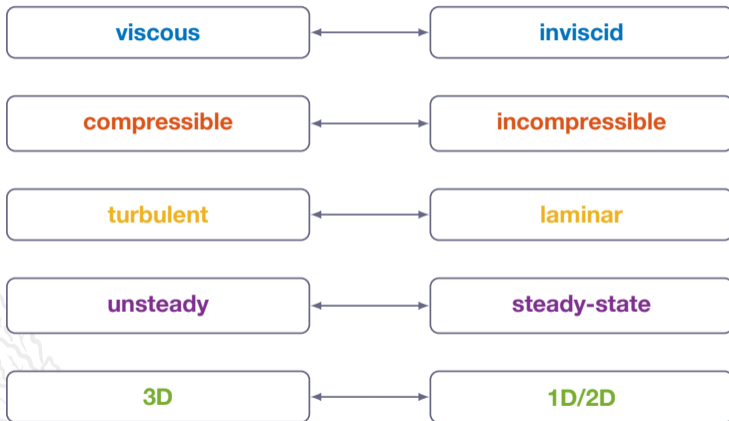 viscous
inviscid
compressible
incompressible
turbulent
laminar
unsteady
steady-state
3D
1D/2D